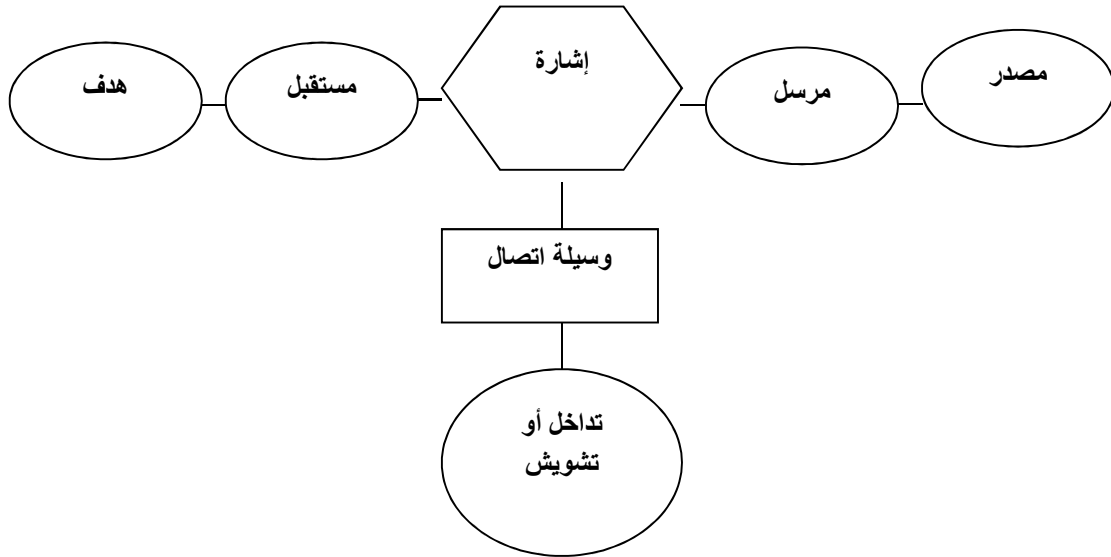 مصدر
مرسل
إشارة
مستقبل
هدف
وسيلة اتصال
تداخل أو
تشويش